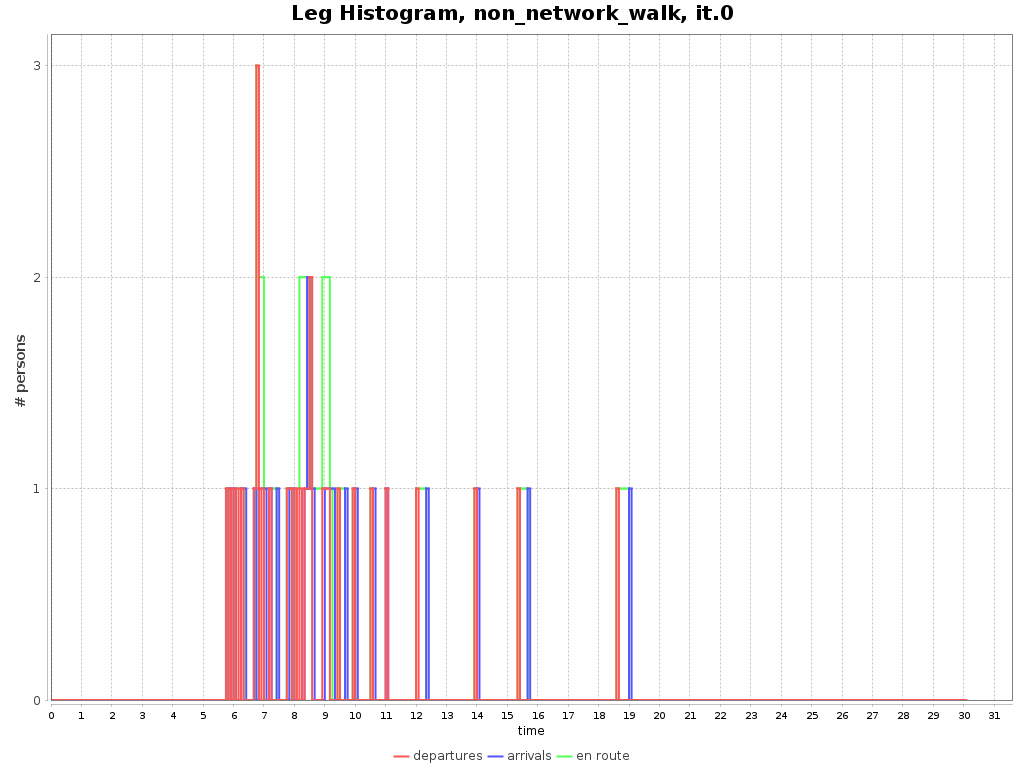 Leg Histogram, non_network_walk, it.0
3
2
1
0
# persons
0 1 2 3 4 5 6 7 8 9 10 11 12 13 14 15 16 17 18 19 20 21 22 23 24 25 26 27 28 29 30 31
time
departures arrivals en route